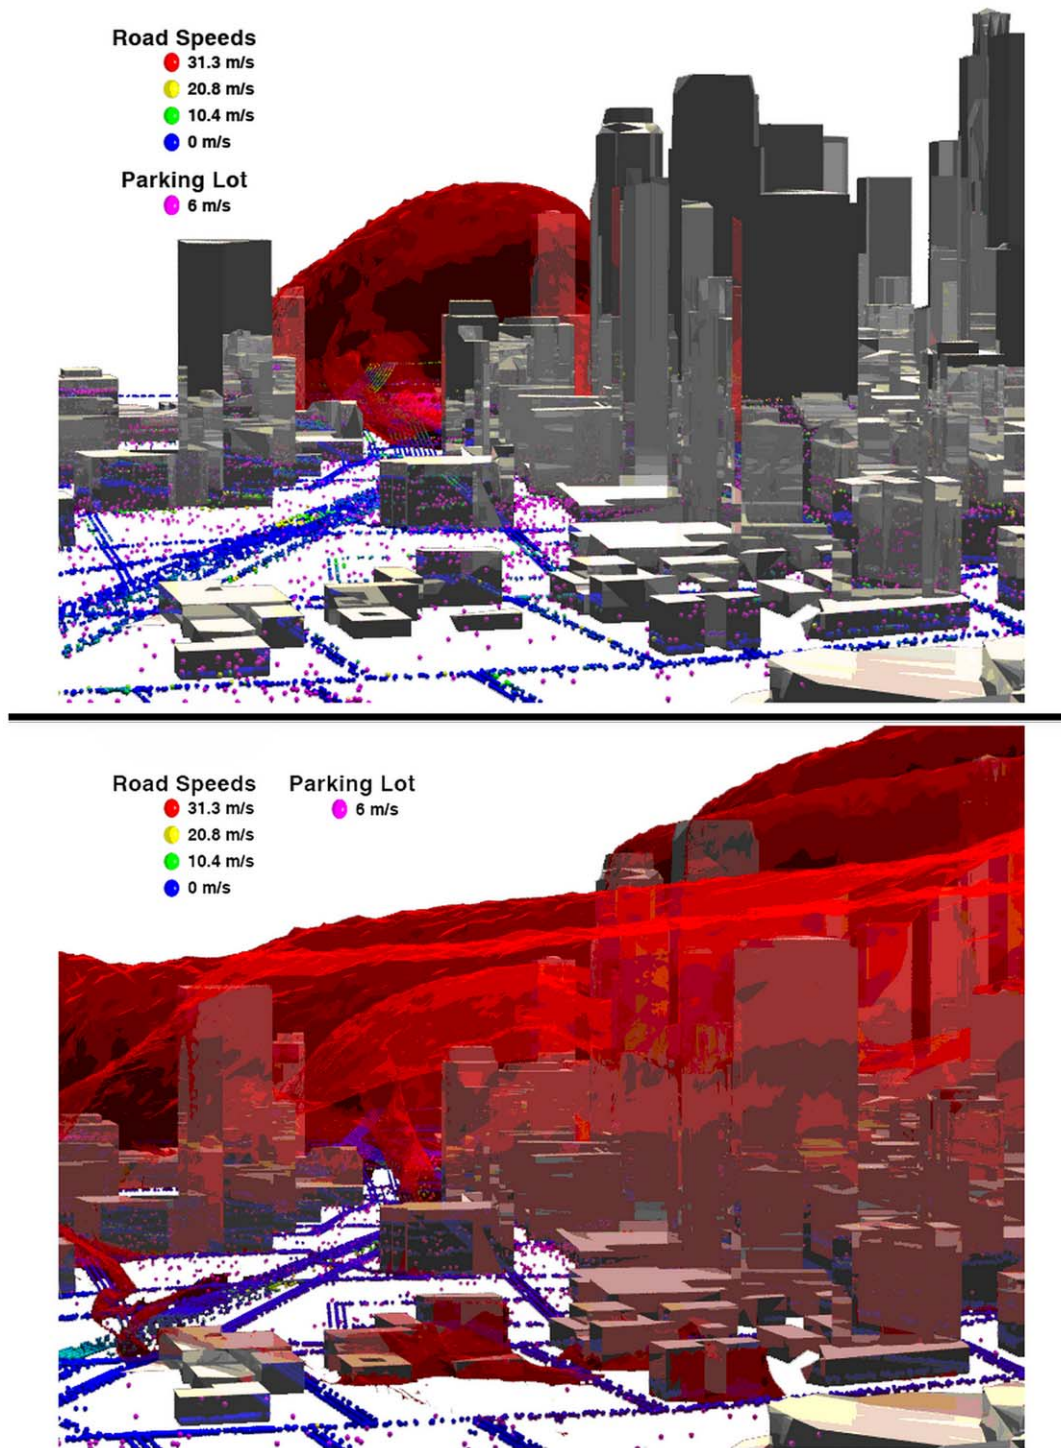 Road Speeds
31.3 m/s
20.8 m/s
10.4 m/s
0 m/s
Parking Lot
6 m/s
Road Speeds Parking Lot
31.3 m/s 6 m/s
20.8 m/s
10.4 m/s
0 m/s